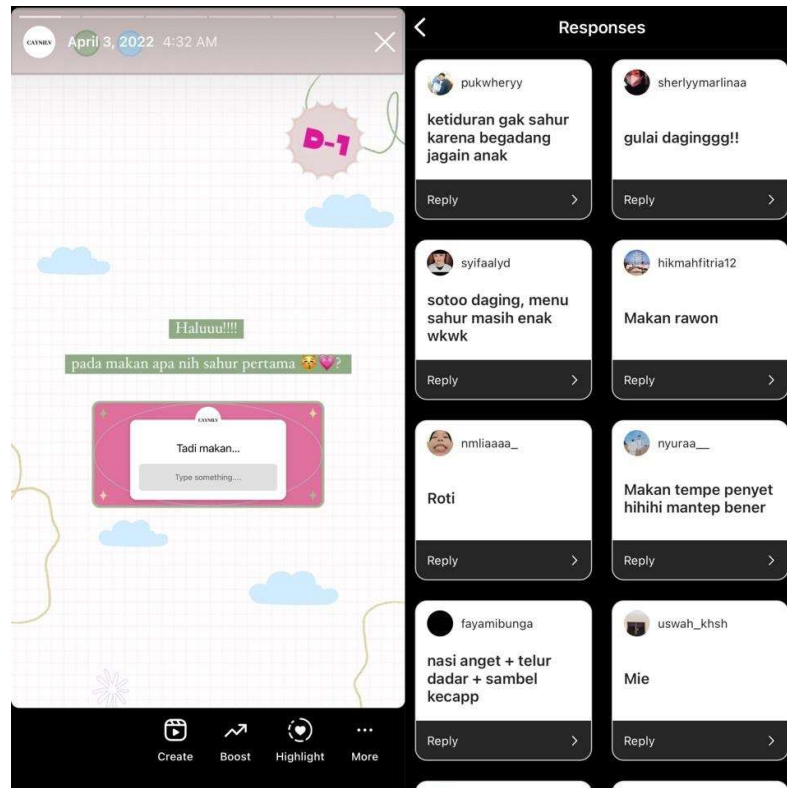 CAYNILY
April 3, 2022 4:32 AM
D-1
Haluuu!!!!
pada makan apa nih sahur pertama 😽💗?
CAYNILY
Tadi makan...
Type something...
Create
Boost
Highlight
More
Responses
pukwheryy
ketiduran gak sahur
karena begadang
jagain anak
Reply
sherlyymarlinaa
gulai daginggg!!
Reply
syifaalyd
sotoo daging, menu
sahur masih enak
wkwk
Reply
hikmahfitria12
Makan rawon
Reply
nmliaaaa_
Roti
Reply
nyuraa__
Makan tempe penyet
hihihi mantep bener
Reply
fayamibunga
nasi anget + telur
dadar + sambel
kecapp
Reply
uswah_khsh
Mie
Reply